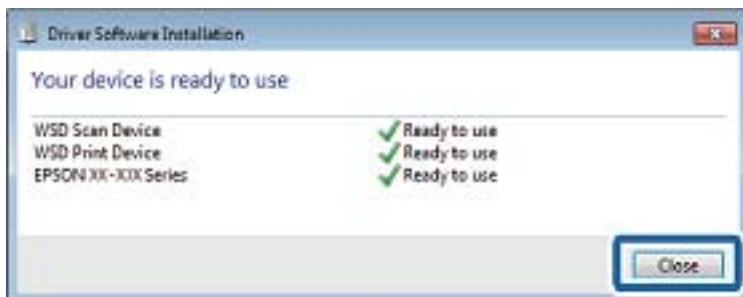 Driver Software Installation
Your device is ready to use
WSD Scan Device Ready to use
WSD Print Device Ready to use
EPSON XX-XXX Series Ready to use
Close